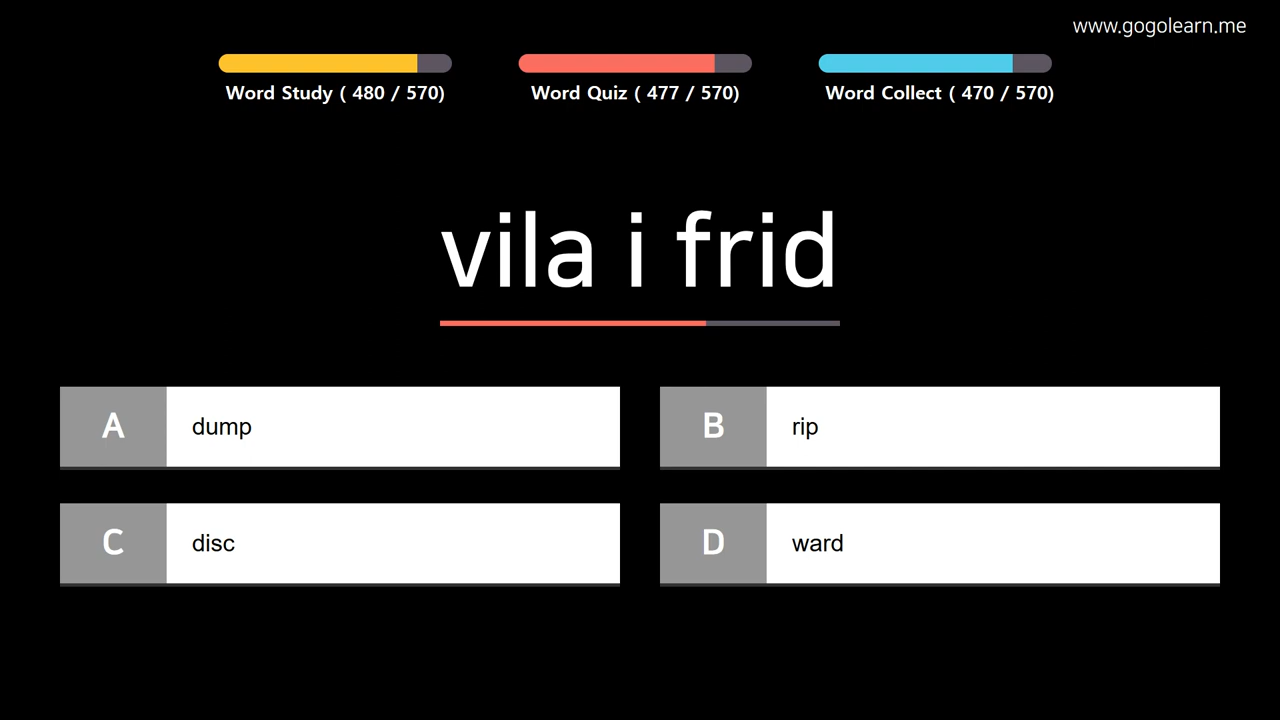 www.gogolearn.me
Word Study ( 480 / 570)
Word Quiz ( 477 / 570)
Word Collect ( 470 / 570)
vila i frid
A dump
B rip
C disc
D ward